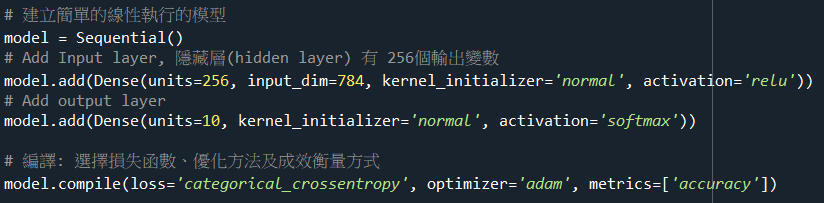 # 建立簡單的線性執行的模型
model = Sequential()
# Add Input layer, 隱藏層(hidden layer) 有 256個輸出變數
model.add(Dense(units=256, input_dim=784, kernel_initializer='normal', activation='relu'))
# Add output layer
model.add(Dense(units=10, kernel_initializer='normal', activation='softmax'))
# 編譯: 選擇損失函數、優化方法及成效衡量方式
model.compile(loss='categorical_crossentropy', optimizer='adam', metrics=['accuracy'])